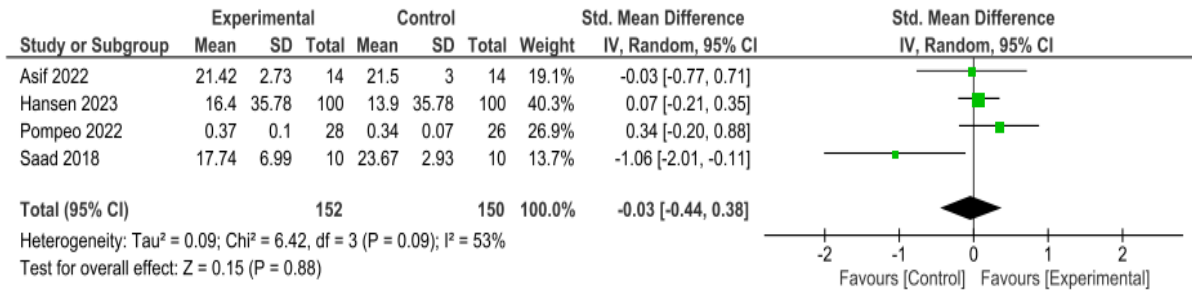 Experimental Control Std. Mean Difference Std. Mean Difference
Study or Subgroup Mean SD Total Mean SD Total Weight IV, Random, 95% CI IV, Random, 95% CI
Asif 2022 21.42 2.73 14 21.5 3 14 19.1% -0.03 [-0.77, 0.71]
Hansen 2023 16.4 35.78 100 13.9 35.78 100 40.3% 0.07 [-0.21, 0.35]
Pompeo 2022 0.37 0.1 28 0.34 0.07 26 26.9% 0.34 [-0.20, 0.88]
Saad 2018 17.74 6.99 10 23.67 2.93 10 13.7% -1.06 [-2.01, -0.11]
Total (95% CI) 152 150 100.0% -0.03 [-0.44, 0.38]
Heterogeneity: Tau² = 0.09; Chi² = 6.42, df = 3 (P = 0.09); I² = 53%
Test for overall effect: Z = 0.15 (P = 0.88)
-2 -1 0 1 2
Favours [Control] Favours [Experimental]